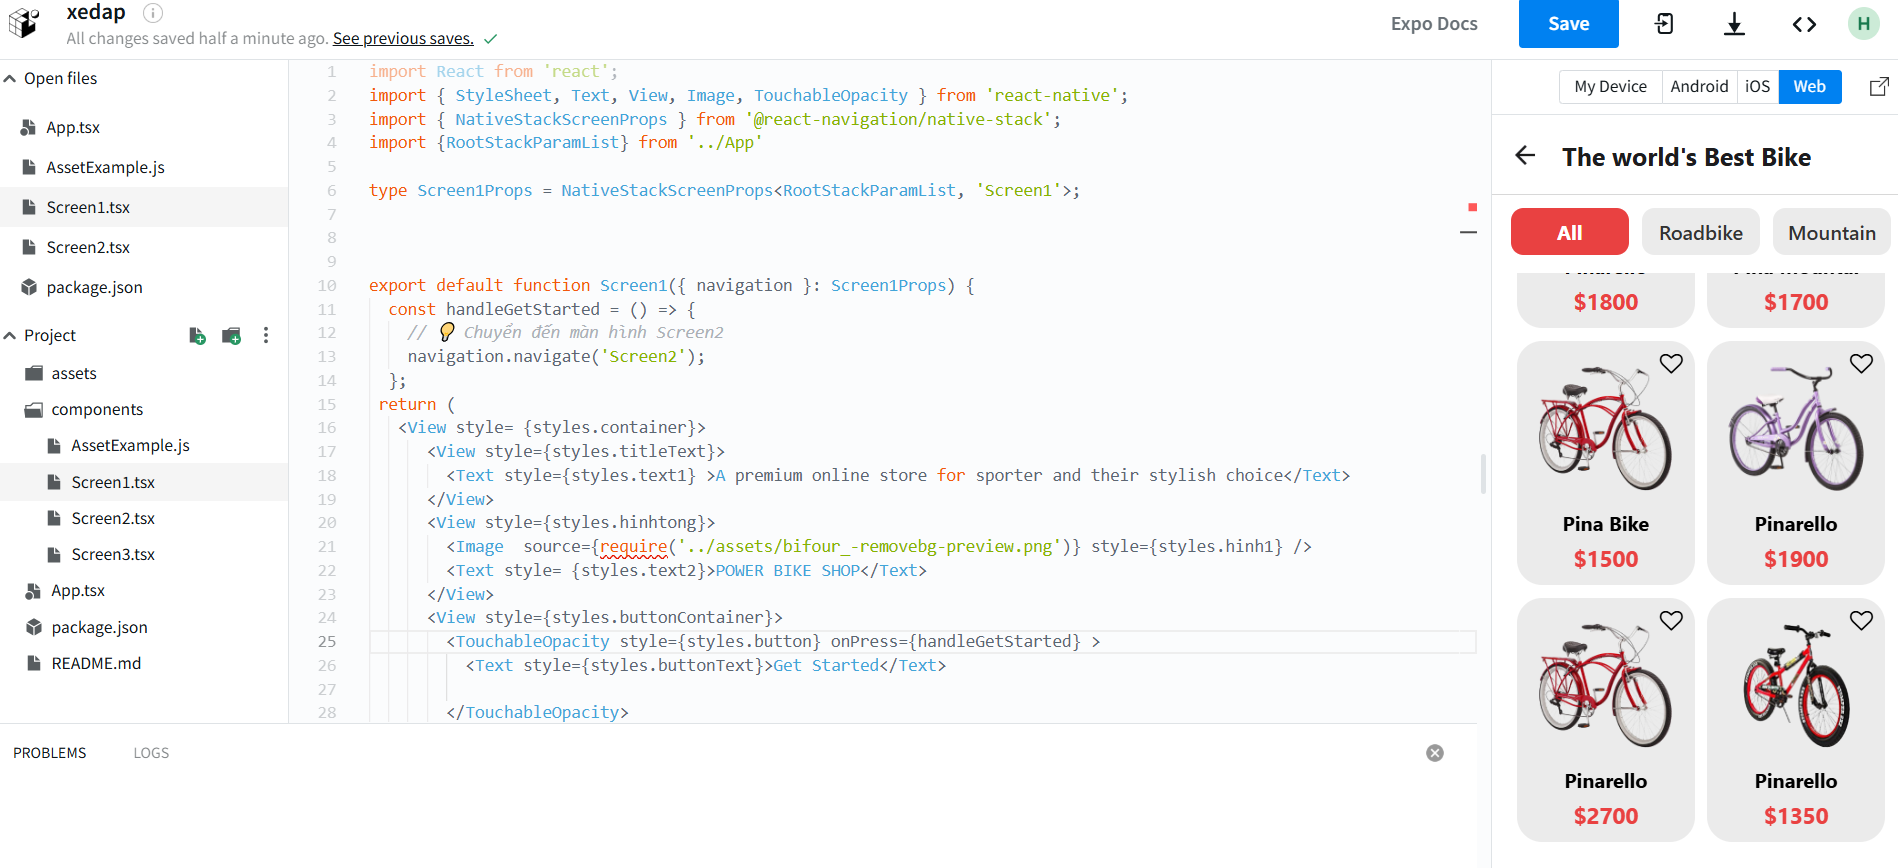 xedap
All changes saved half a minute ago. See previous saves.
Expo Docs
Save
H
Open files
App.tsx
AssetExample.js
Screen1.tsx
Screen2.tsx
package.json
Project
assets
components
AssetExample.js
Screen1.tsx
Screen2.tsx
Screen3.tsx
App.tsx
package.json
README.md
1 import React from 'react';
2 import { StyleSheet, Text, View, Image, TouchableOpacity } from 'react-native';
3 import { NativeStackScreenProps } from '@react-navigation/native-stack';
4 import {RootStackParamList} from '../App'
5
6 type Screen1Props = NativeStackScreenProps<RootStackParamList, 'Screen1'>;
7
8
9
10 export default function Screen1({ navigation }: Screen1Props) {
11 const handleGetStarted = () => {
12 // 💡 Chuyển đến màn hình Screen2
13 navigation.navigate('Screen2');
14 };
15 return (
16 <View style= {styles.container}>
17 <View style={styles.titleText}>
18 <Text style={styles.text1} >A premium online store for sporter and their stylish choice</Text>
19 </View>
20 <View style={styles.hinhtong}>
21 <Image  source={require('../assets/bifour_-removebg-preview.png')} style={styles.hinh1} />
22 <Text style= {styles.text2}>POWER BIKE SHOP</Text>
23 </View>
24 <View style={styles.buttonContainer}>
25 <TouchableOpacity style={styles.button} onPress={handleGetStarted} >
26 <Text style={styles.buttonText}>Get Started</Text>
27
28 </TouchableOpacity>
PROBLEMS LOGS
My Device Android iOS Web
The world's Best Bike
All Roadbike Mountain
$1800 $1700
Pina Bike Pinarello
$1500 $1900
Pinarello Pinarello
$2700 $1350